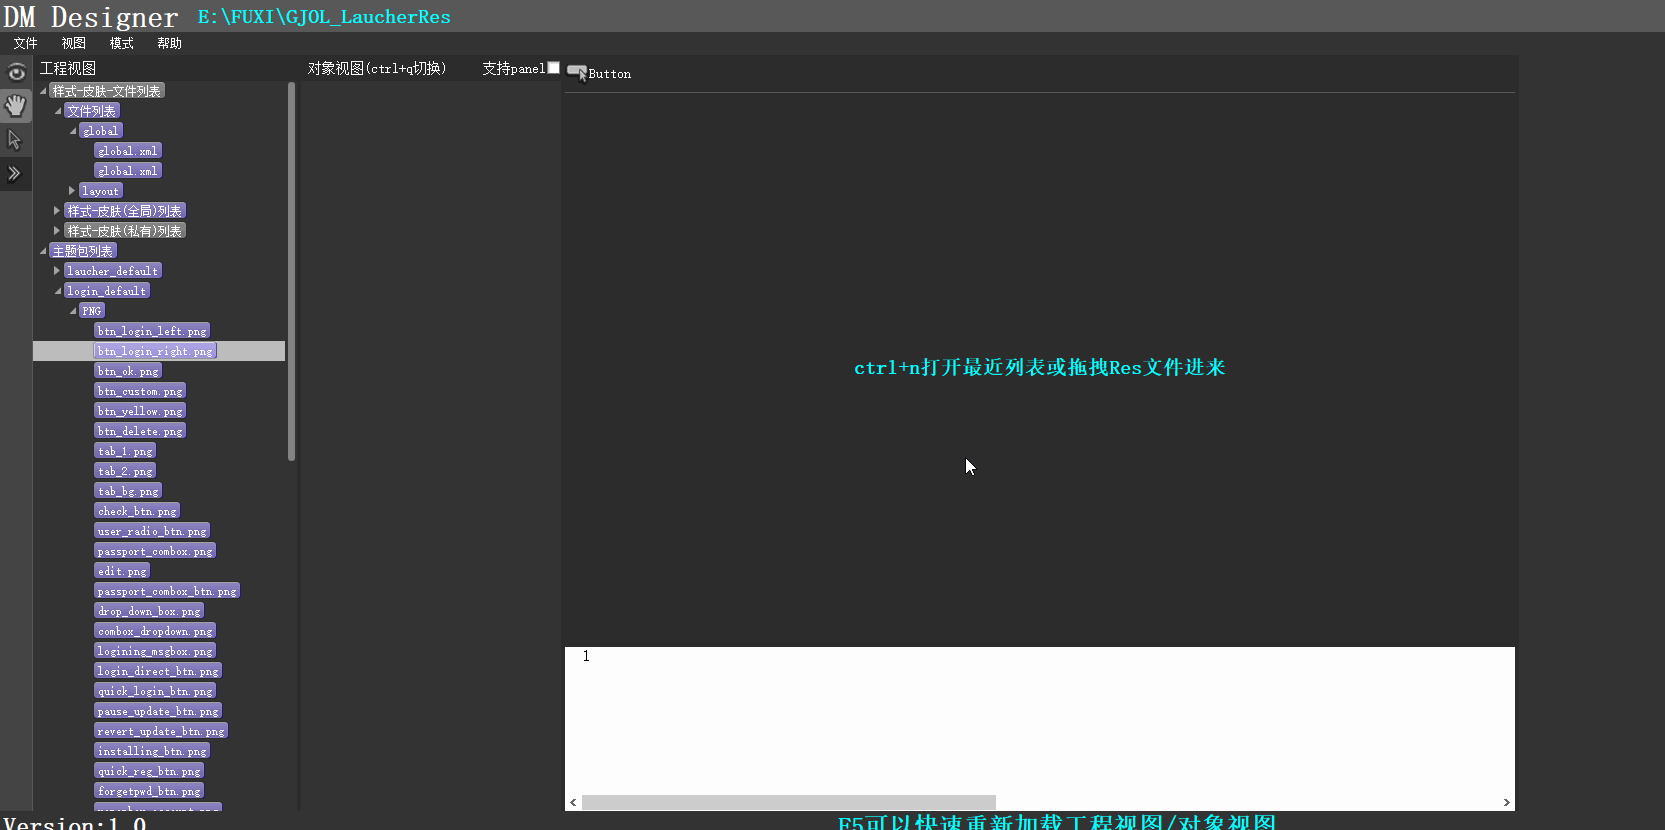 DM Designer E:\FUXI\GJOL_LaucherRes
文件 视图 模式 帮助
工程视图 对象视图(ctrl+q切换) 支持panel Button
样式-皮肤-文件列表
文件列表
global
global.xml
global.xml
layout
样式-皮肤(全局)列表
样式-皮肤(私有)列表
主题包列表
laucher_default
login_default
PNG
btn_login_left.png
btn_login_right.png
btn_ok.png
btn_custom.png
btn_yellow.png
btn_delete.png
tab_1.png
tab_2.png
tab_bg.png
check_btn.png
user_radio_btn.png
passport_combox.png
edit.png
passport_combox_btn.png
drop_down_box.png
combox_dropdown.png
logining_msgbox.png
login_direct_btn.png
quick_login_btn.png
pause_update_btn.png
revert_update_btn.png
installing_btn.png
quick_reg_btn.png
forgetpwd_btn.png
ctrl+n打开最近列表或拖拽Res文件进来
1
Version:1.0
F5可以快速重新加载工程视图/对象视图